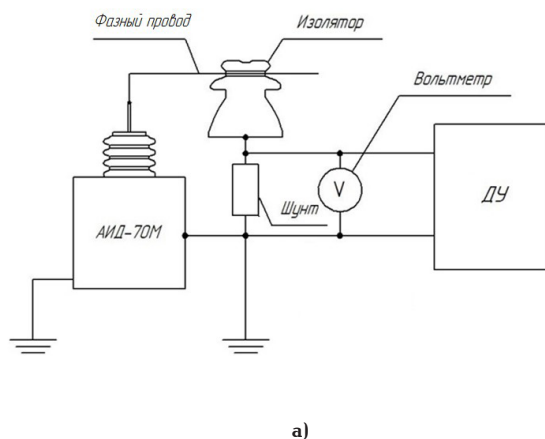 Фазный провод
Изолятор
Вольтметр
АИД-70М
Шунт
V
ДУ
а)